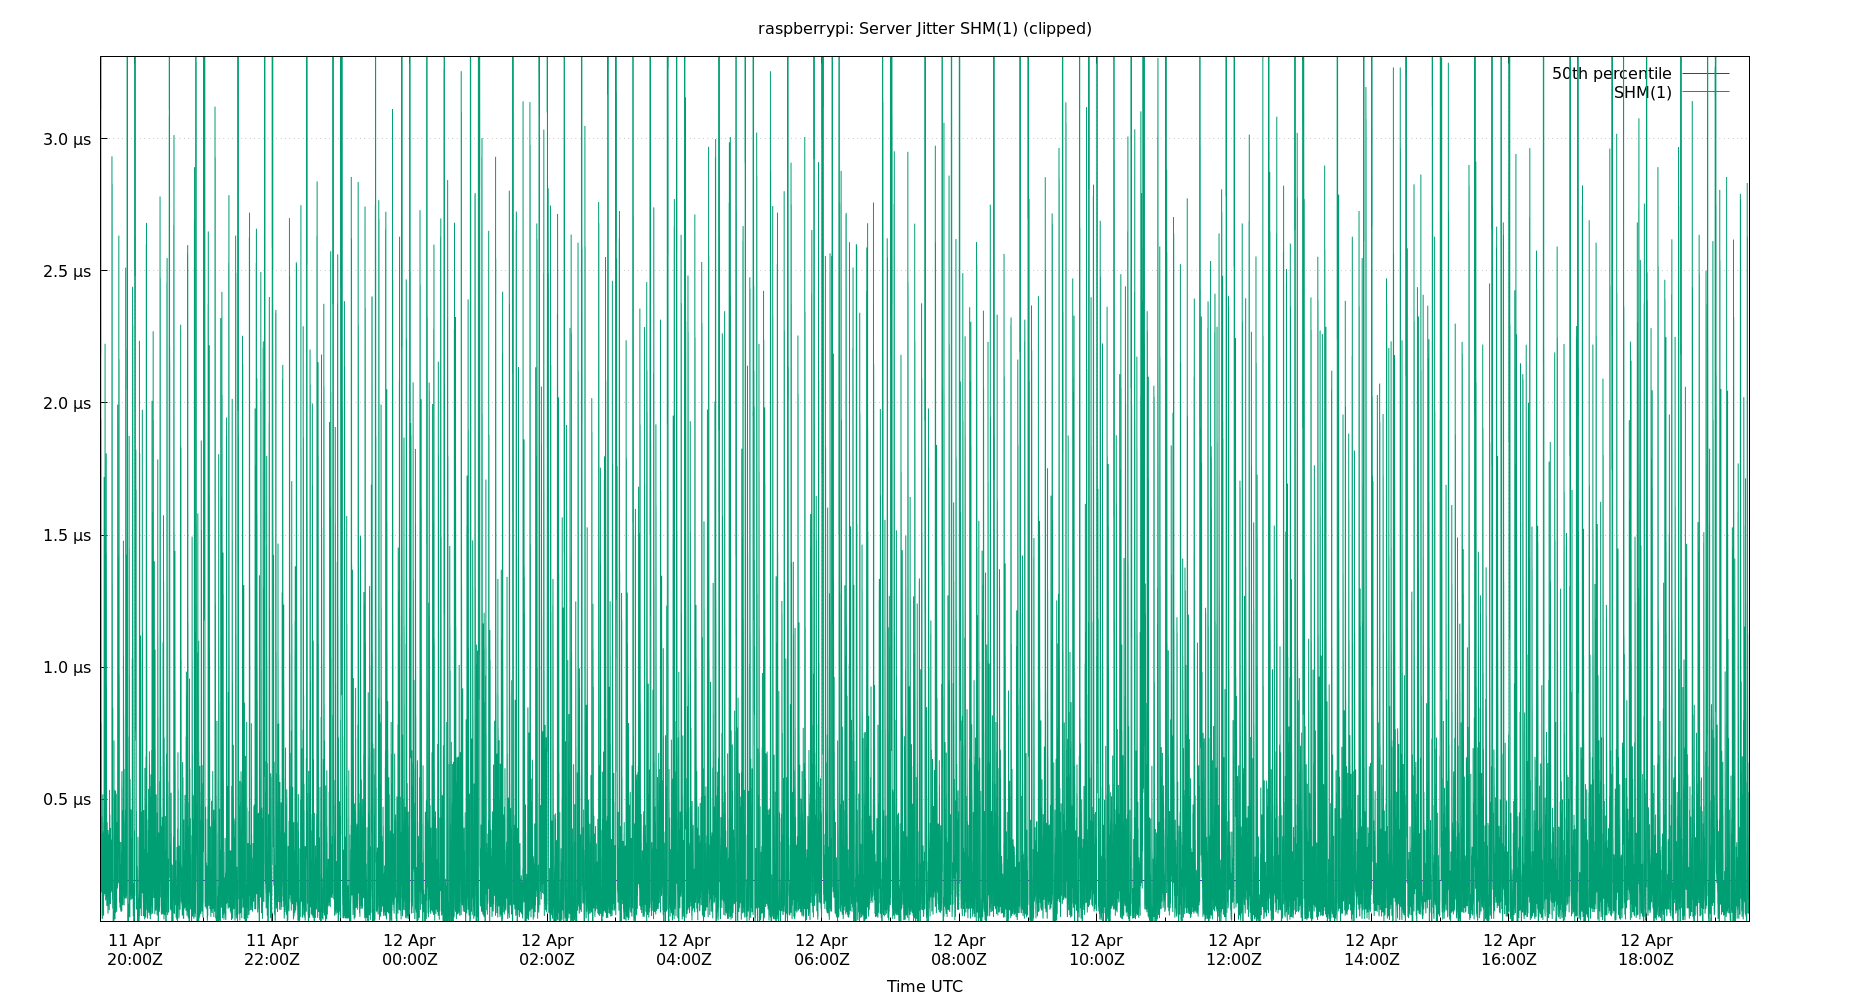 raspberrypi: Server Jitter SHM(1) (clipped)
50th percentile
SHM(1)
3.0 µs
2.5 µs
2.0 µs
1.5 µs
1.0 µs
0.5 µs
11 Apr 11 Apr 12 Apr 12 Apr 12 Apr 12 Apr 12 Apr 12 Apr 12 Apr 12 Apr 12 Apr 12 Apr
20:00Z 22:00Z 00:00Z 02:00Z 04:00Z 06:00Z 08:00Z 10:00Z 12:00Z 14:00Z 16:00Z 18:00Z
Time UTC